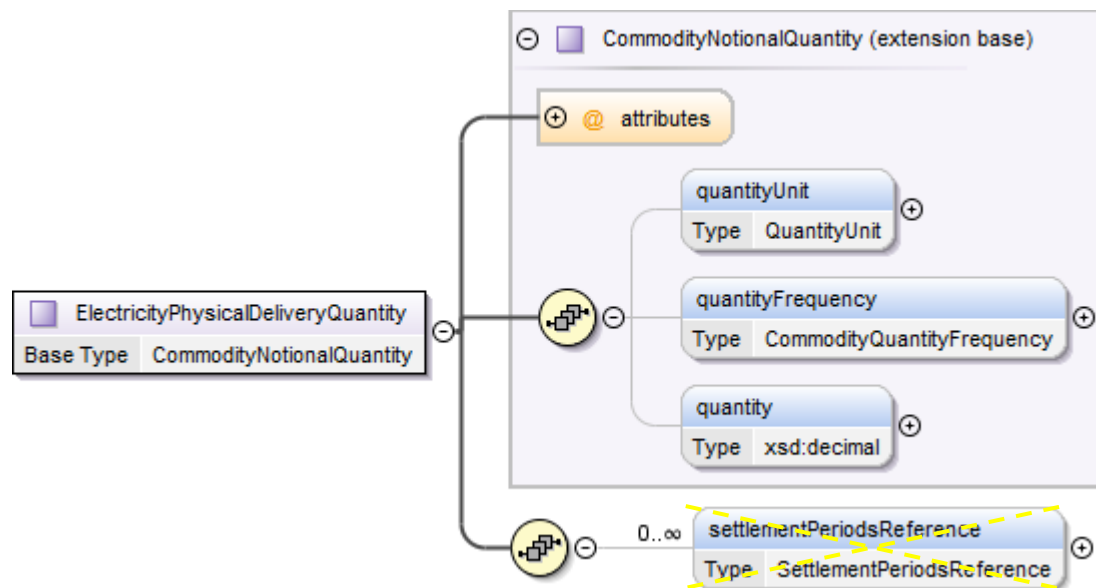 CommodityNotionalQuantity (extension base)
@ attributes
quantityUnit
Type QuantityUnit
quantityFrequency
Type CommodityQuantityFrequency
quantity
Type xsd:decimal
ElectricityPhysicalDeliveryQuantity
Base Type CommodityNotionalQuantity
0..∞
settlementPeriodsReference
Type SettlementPeriodsReference